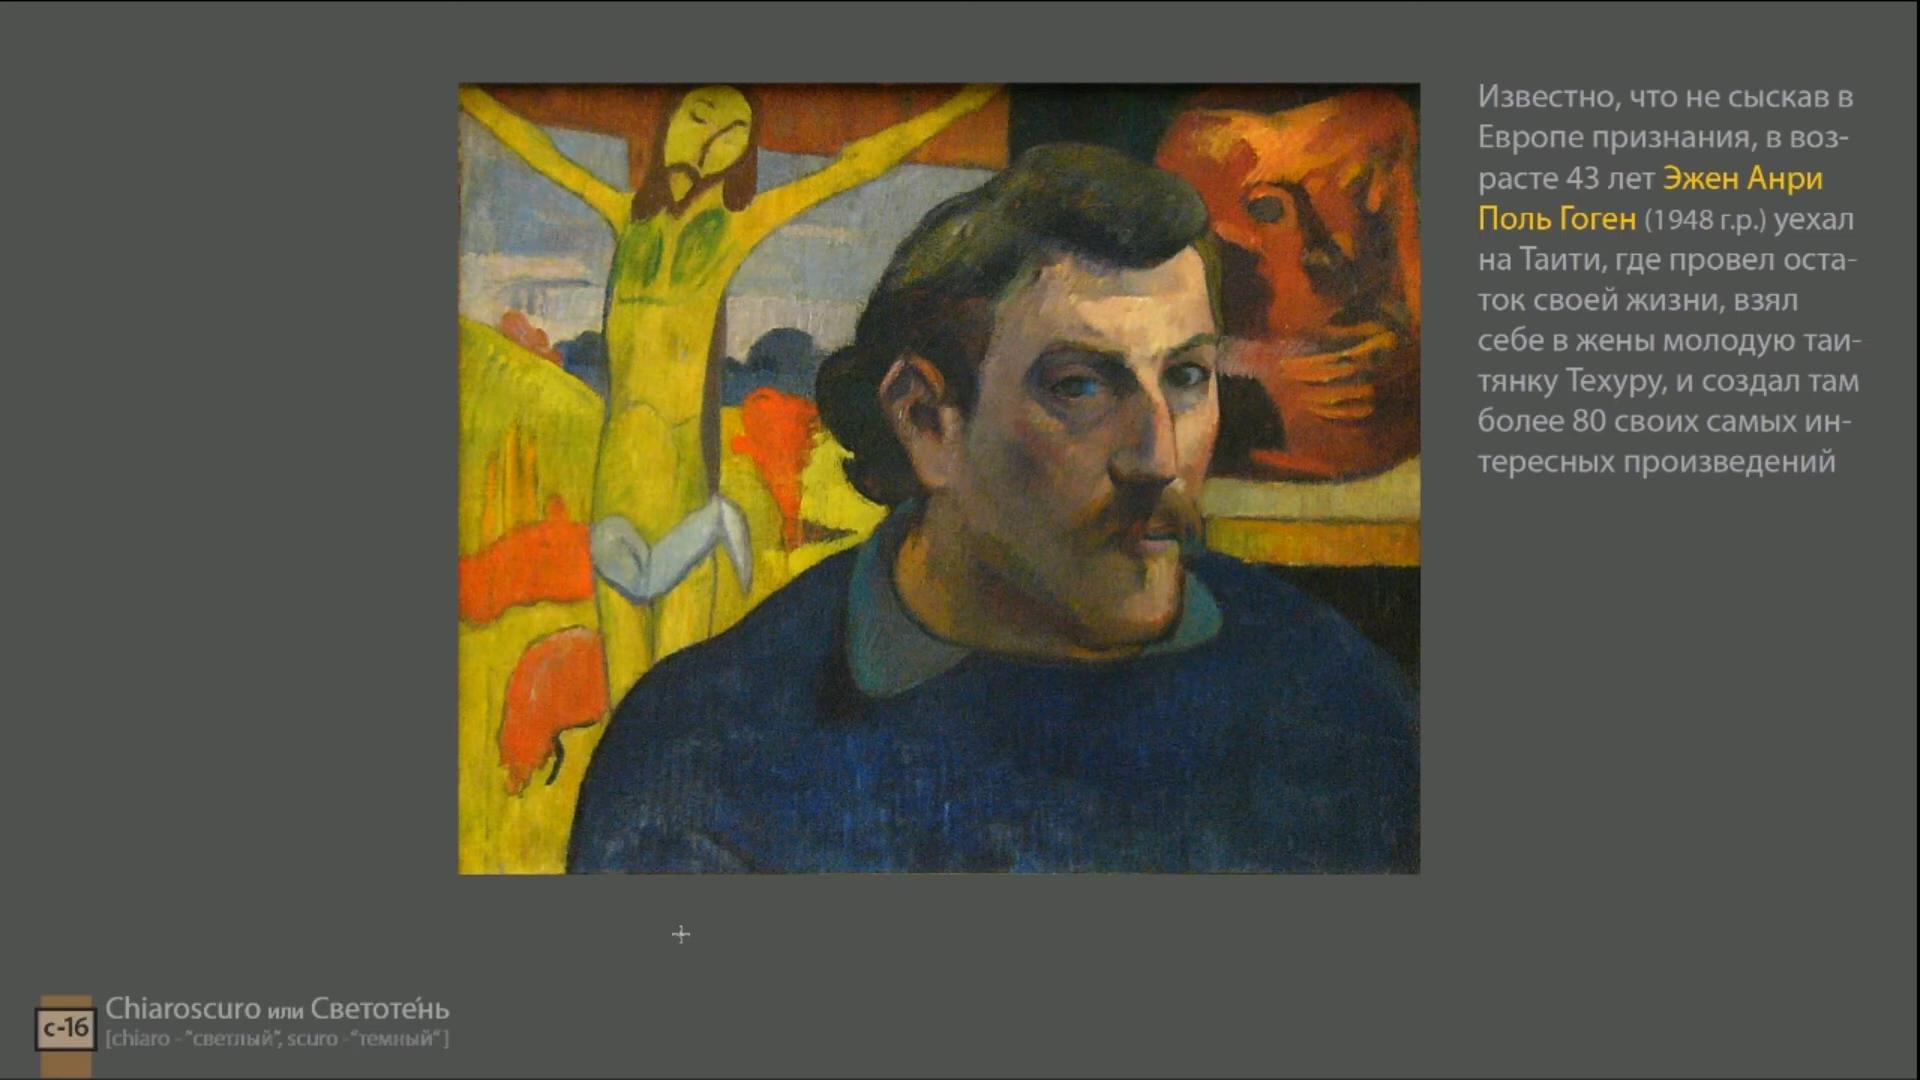 Известно, что не сыскав в
Европе признания, в воз-
расте 43 лет Эжен Анри
Поль Гоген (1948 г.р.) уехал
на Таити, где провел оста-
ток своей жизни, взял
себе в жены молодую таи-
тянку Техуру, и создал там
более 80 своих самых ин-
тересных произведений
c-16
Chiaroscuro или Светоте́нь
[chiaro -"светлый", scuro -"темный"]